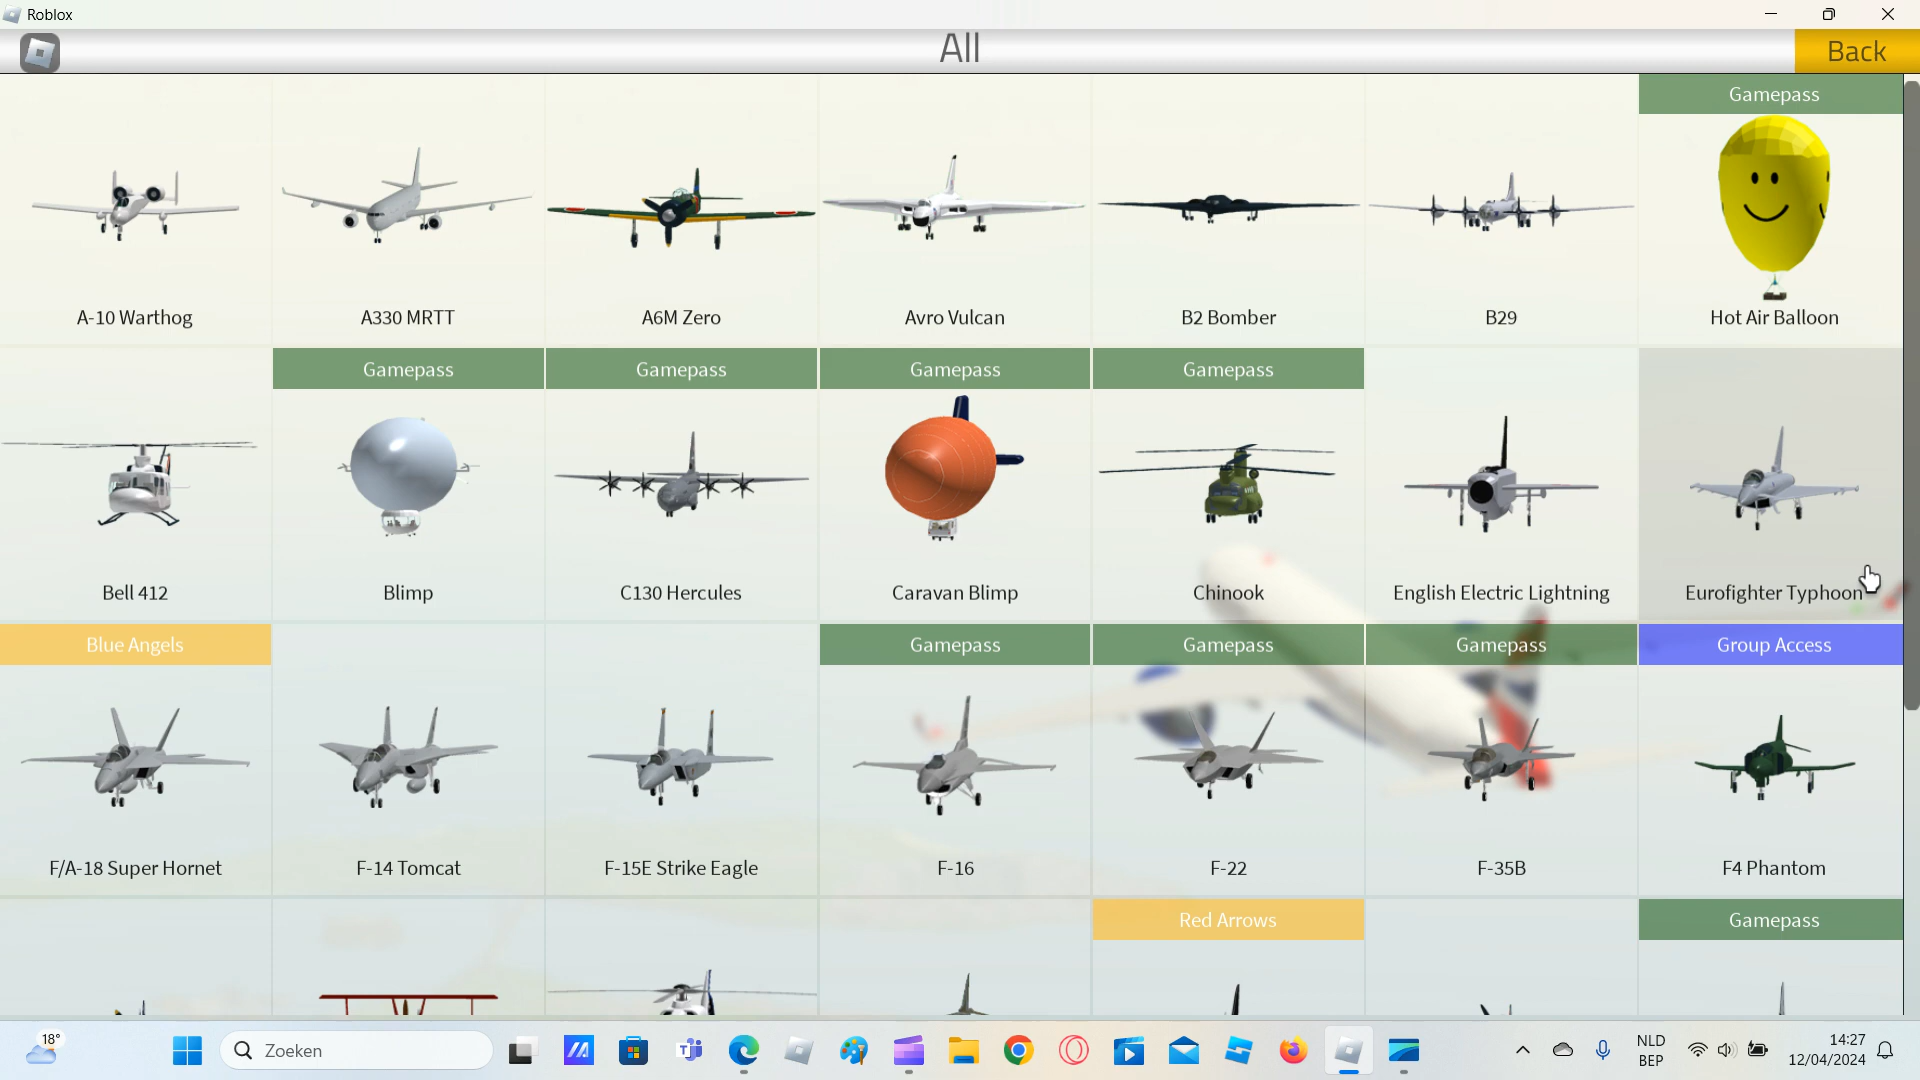 Roblox
All
Back
Gamepass
A-10 Warthog
A330 MRTT
A6M Zero
Avro Vulcan
B2 Bomber
B29
Hot Air Balloon
Gamepass
Gamepass
Gamepass
Gamepass
Bell 412
Blimp
C130 Hercules
Caravan Blimp
Chinook
English Electric Lightning
Eurofighter Typhoon
Blue Angels
Gamepass
Gamepass
Gamepass
Group Access
F/A-18 Super Hornet
F-14 Tomcat
F-15E Strike Eagle
F-16
F-22
F-35B
F4 Phantom
Red Arrows
Gamepass
18°
Zoeken
NLD
BEP
14:27
12/04/2024